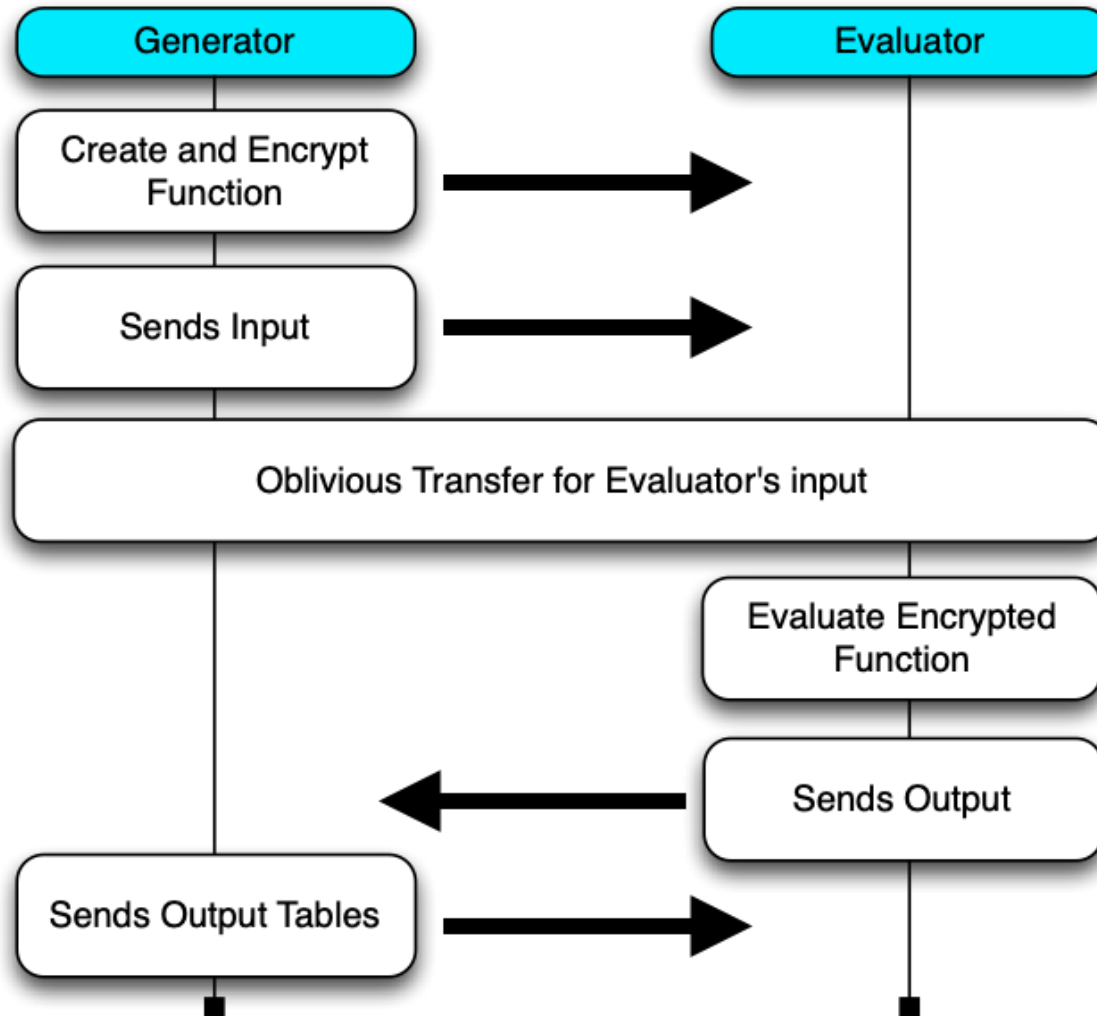 Generator
Evaluator
Create and Encrypt
Function
Sends Input
Oblivious Transfer for Evaluator's input
Evaluate Encrypted
Function
Sends Output
Sends Output Tables